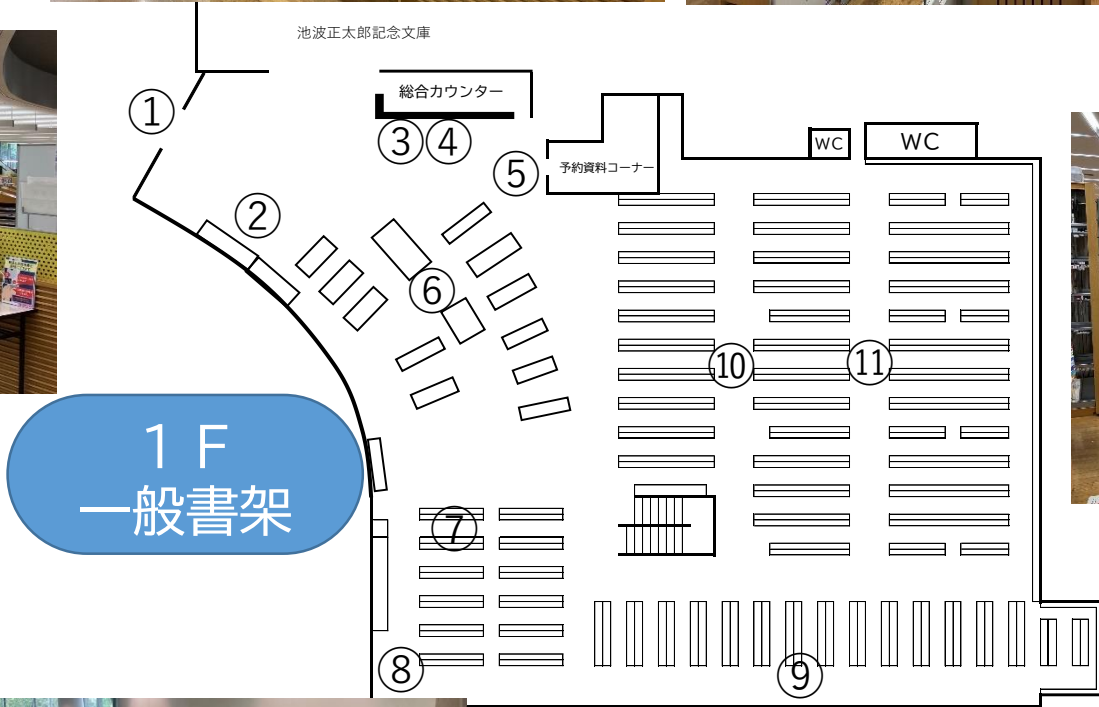 池波正太郎記念文庫
総合カウンター
①
③④
⑤
予約資料コーナー
WC
WC
②
⑥
⑩
⑪
1F
一般書架
⑦
⑧
⑨